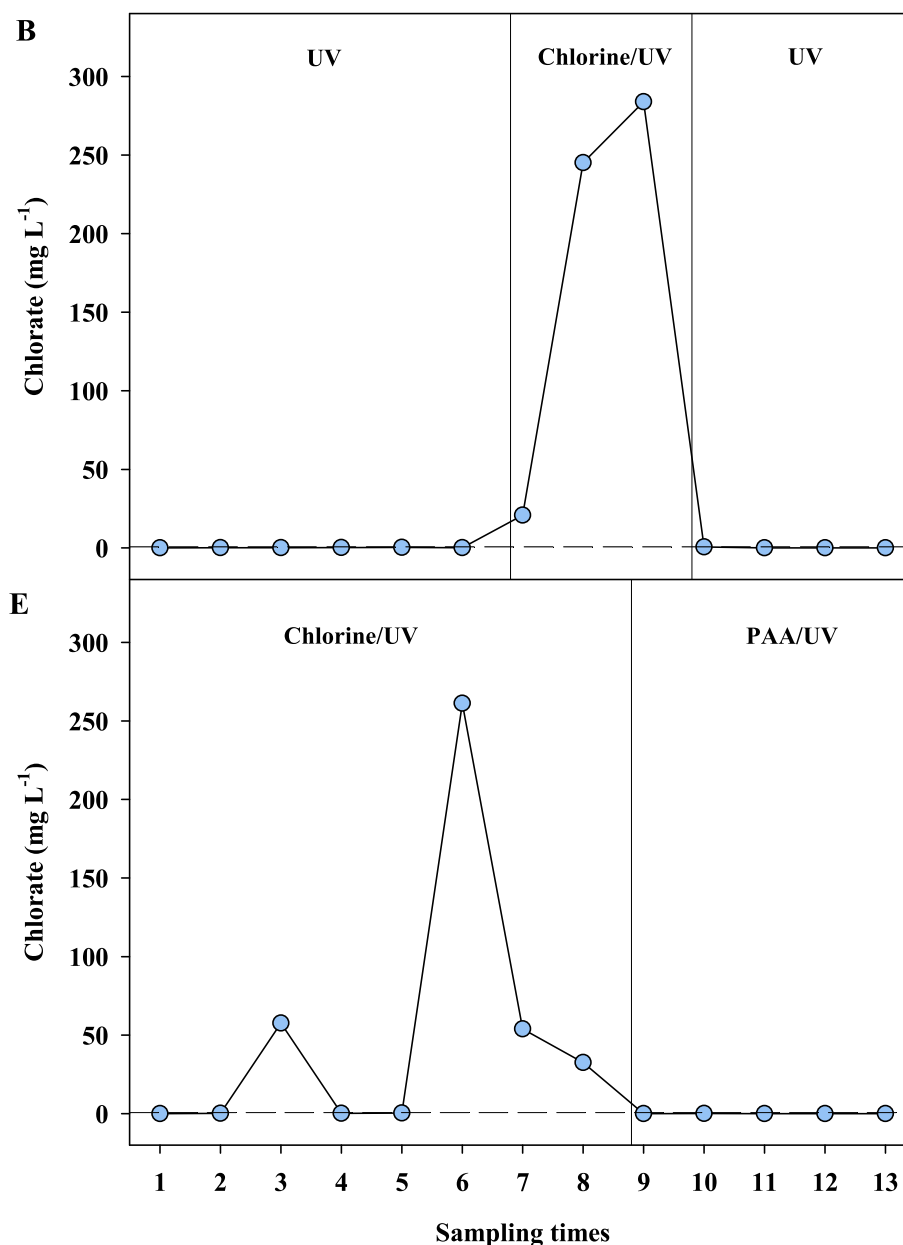 B
UV Chlorine/UV UV
300
250
200
150
100
50
0
Chlorate (mg L⁻¹)
E
Chlorine/UV PAA/UV
300
250
200
150
100
50
0
Chlorate (mg L⁻¹)
1 2 3 4 5 6 7 8 9 10 11 12 13
Sampling times